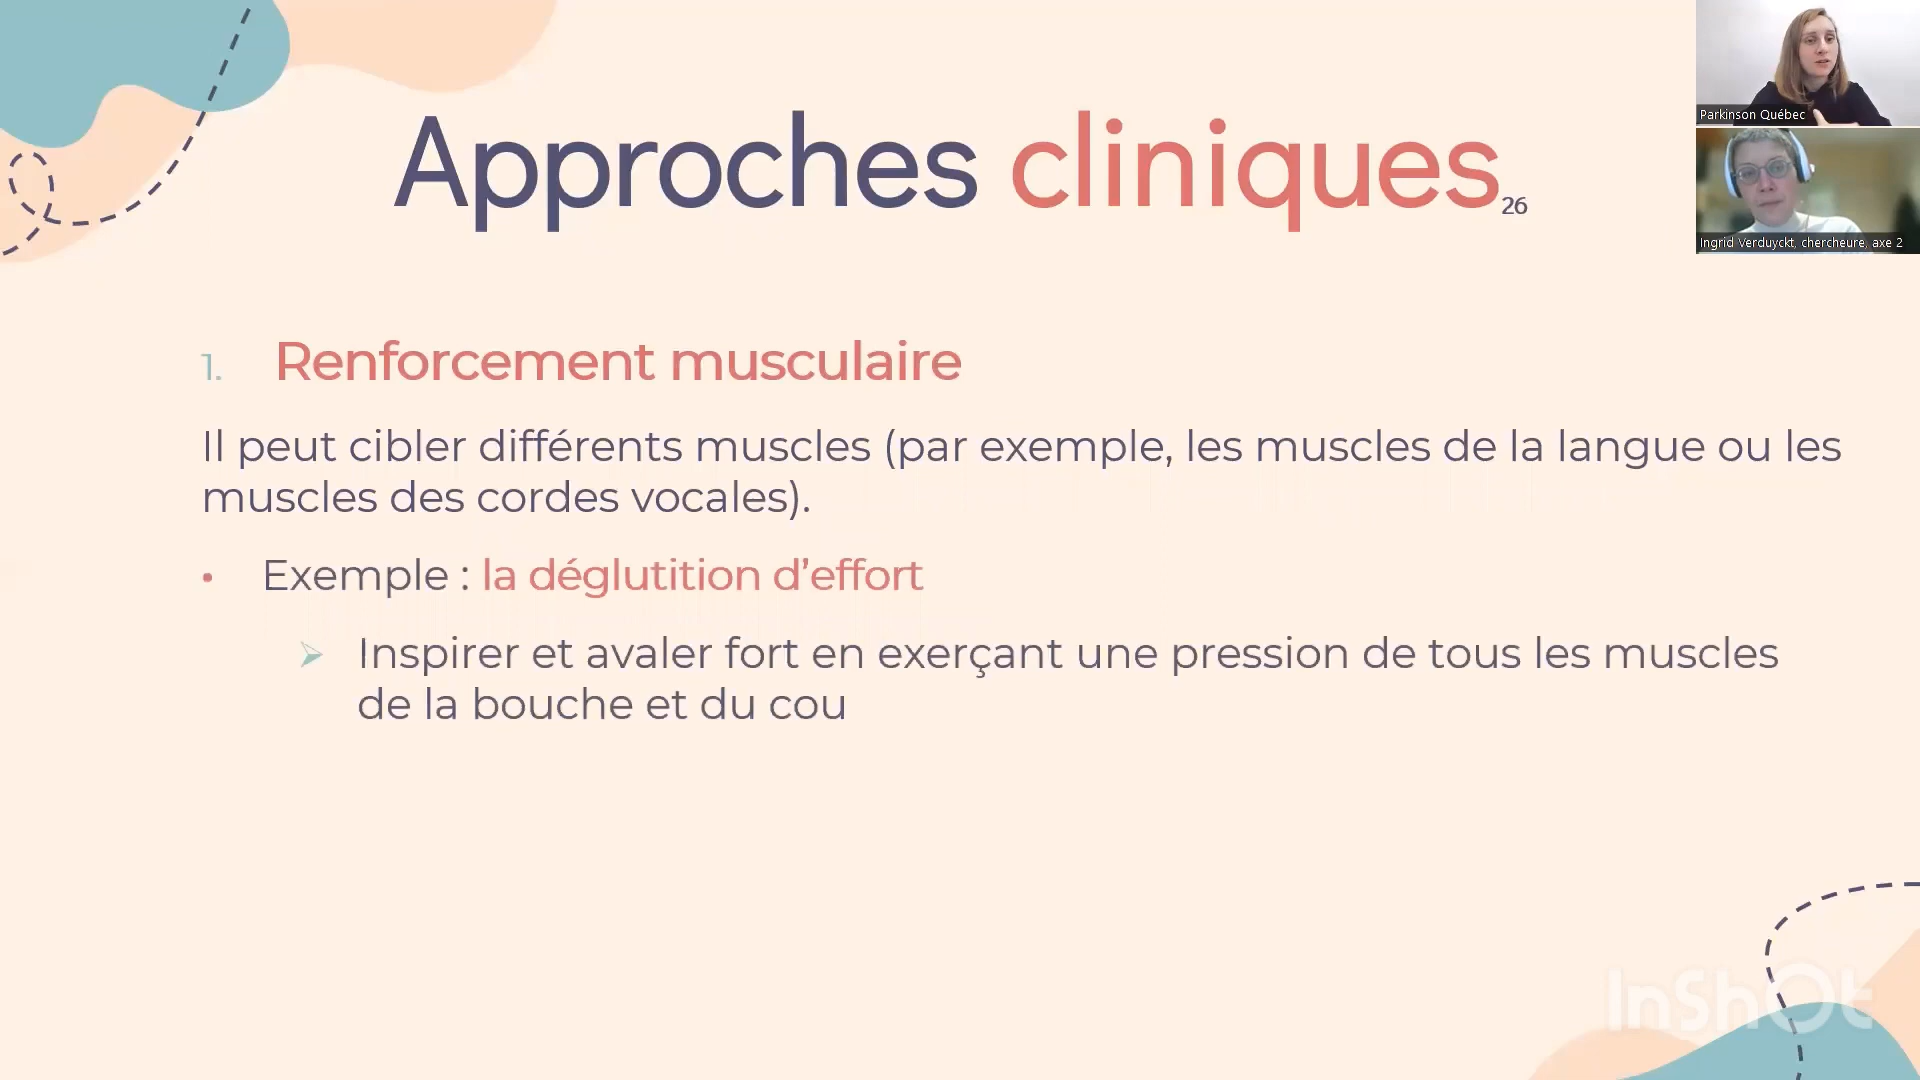 Approches cliniques26
1. Renforcement musculaire
Il peut cibler différents muscles (par exemple, les muscles de la langue ou les
muscles des cordes vocales).
• Exemple : la déglutition d’effort
➢ Inspirer et avaler fort en exerçant une pression de tous les muscles
de la bouche et du cou
Parkinson Québec
Ingrid Verduyckt, chercheure, axe 2
InShOt